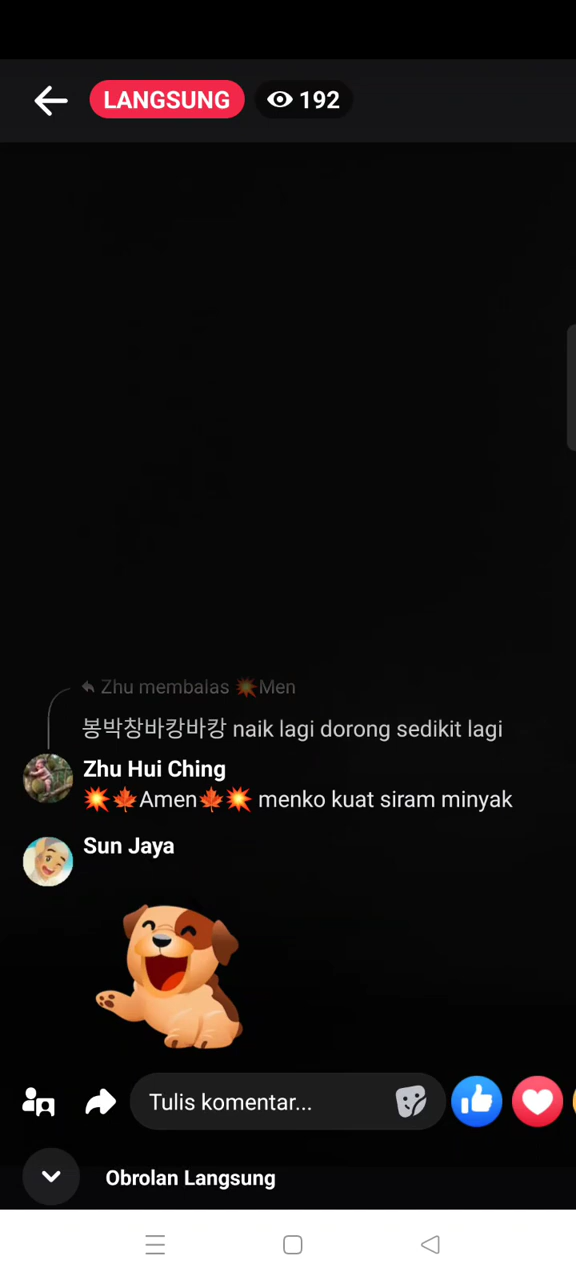 LANGSUNG
192
Zhu membalas 💥Men
봉박창바캉바캉 naik lagi dorong sedikit lagi
Zhu Hui Ching
💥🍁Amen🍁💥 menko kuat siram minyak
Sun Jaya
Tulis komentar...
Obrolan Langsung